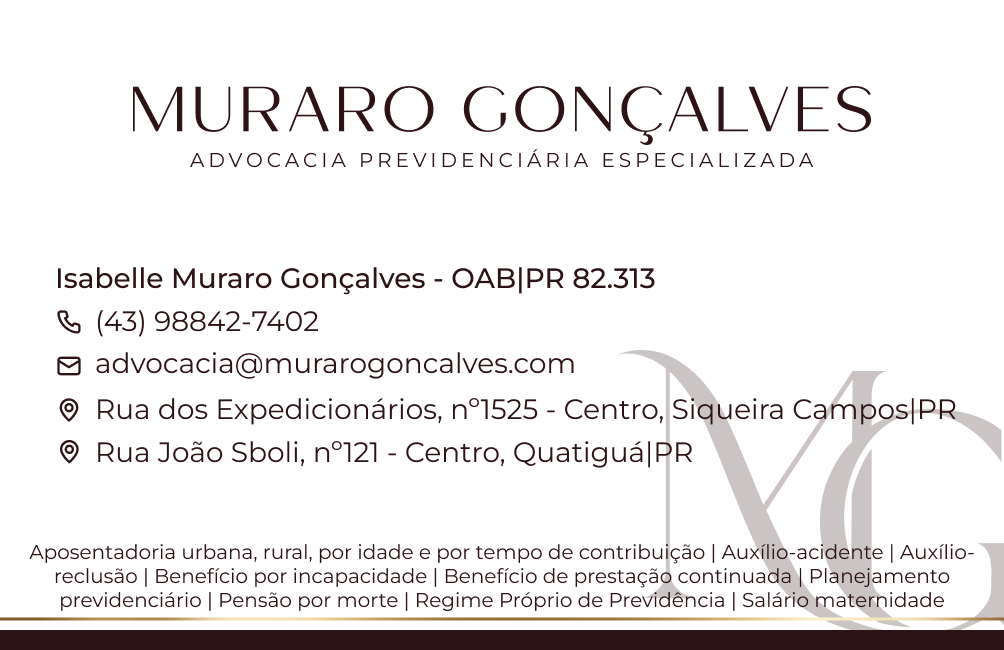 MURARO GONÇALVES
ADVOCACIA PREVIDENCIÁRIA ESPECIALIZADA
Isabelle Muraro Gonçalves - OAB|PR 82.313
(43) 98842-7402
advocacia@murarogoncalves.com
Rua dos Expedicionários, nº1525 - Centro, Siqueira Campos|PR
Rua João Sboli, nº121 - Centro, Quatiguá|PR
MG
Aposentadoria urbana, rural, por idade e por tempo de contribuição | Auxílio-acidente | Auxílio-
reclusão | Benefício por incapacidade | Benefício de prestação continuada | Planejamento
previdenciário | Pensão por morte | Regime Próprio de Previdência | Salário maternidade